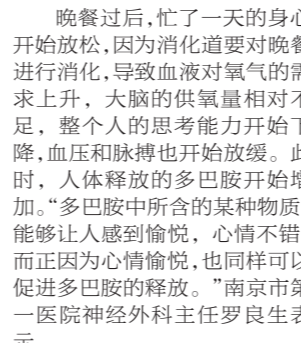 晚餐过后,忙了一天的身心
开始放松,因为消化道要对晚餐
进行消化,导致血液对氧气的需
求上升，大脑的供氧量相对不
足，整个人的思考能力开始下
降,血压和脉搏也开始放缓。此
时，人体释放的多巴胺开始增
加。“多巴胺中所含的某种物质
能够让人感到愉悦，心情不错
而正因为心情愉悦,也同样可以
促进多巴胺的释放。”南京市第
一医院神经外科主任罗良生表
示